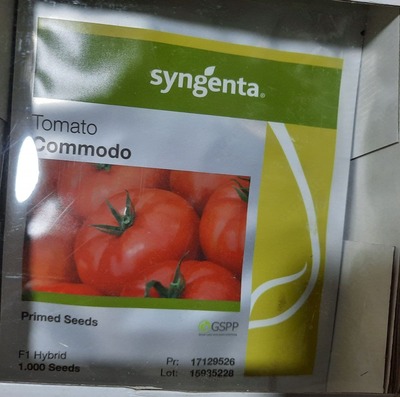 syngenta®
Tomato
Commodo
Primed Seeds
GSPP
F1 Hybrid
1.000 Seeds
Pr: 17129526
Lot: 15935228